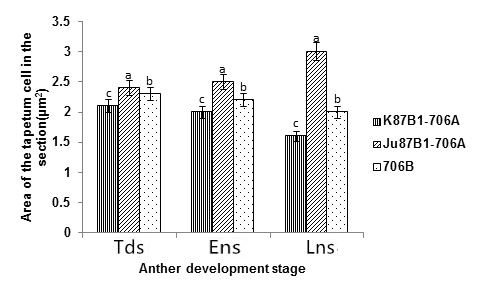 Area of the tapetum cell in the
section(μm²)
3.5
3
2.5
2
1.5
1
0.5
0
c
a
b
c
a
b
c
a
b
Tds
Ens
Lns
Anther development stage
K87B1-706A
Ju87B1-706A
706B